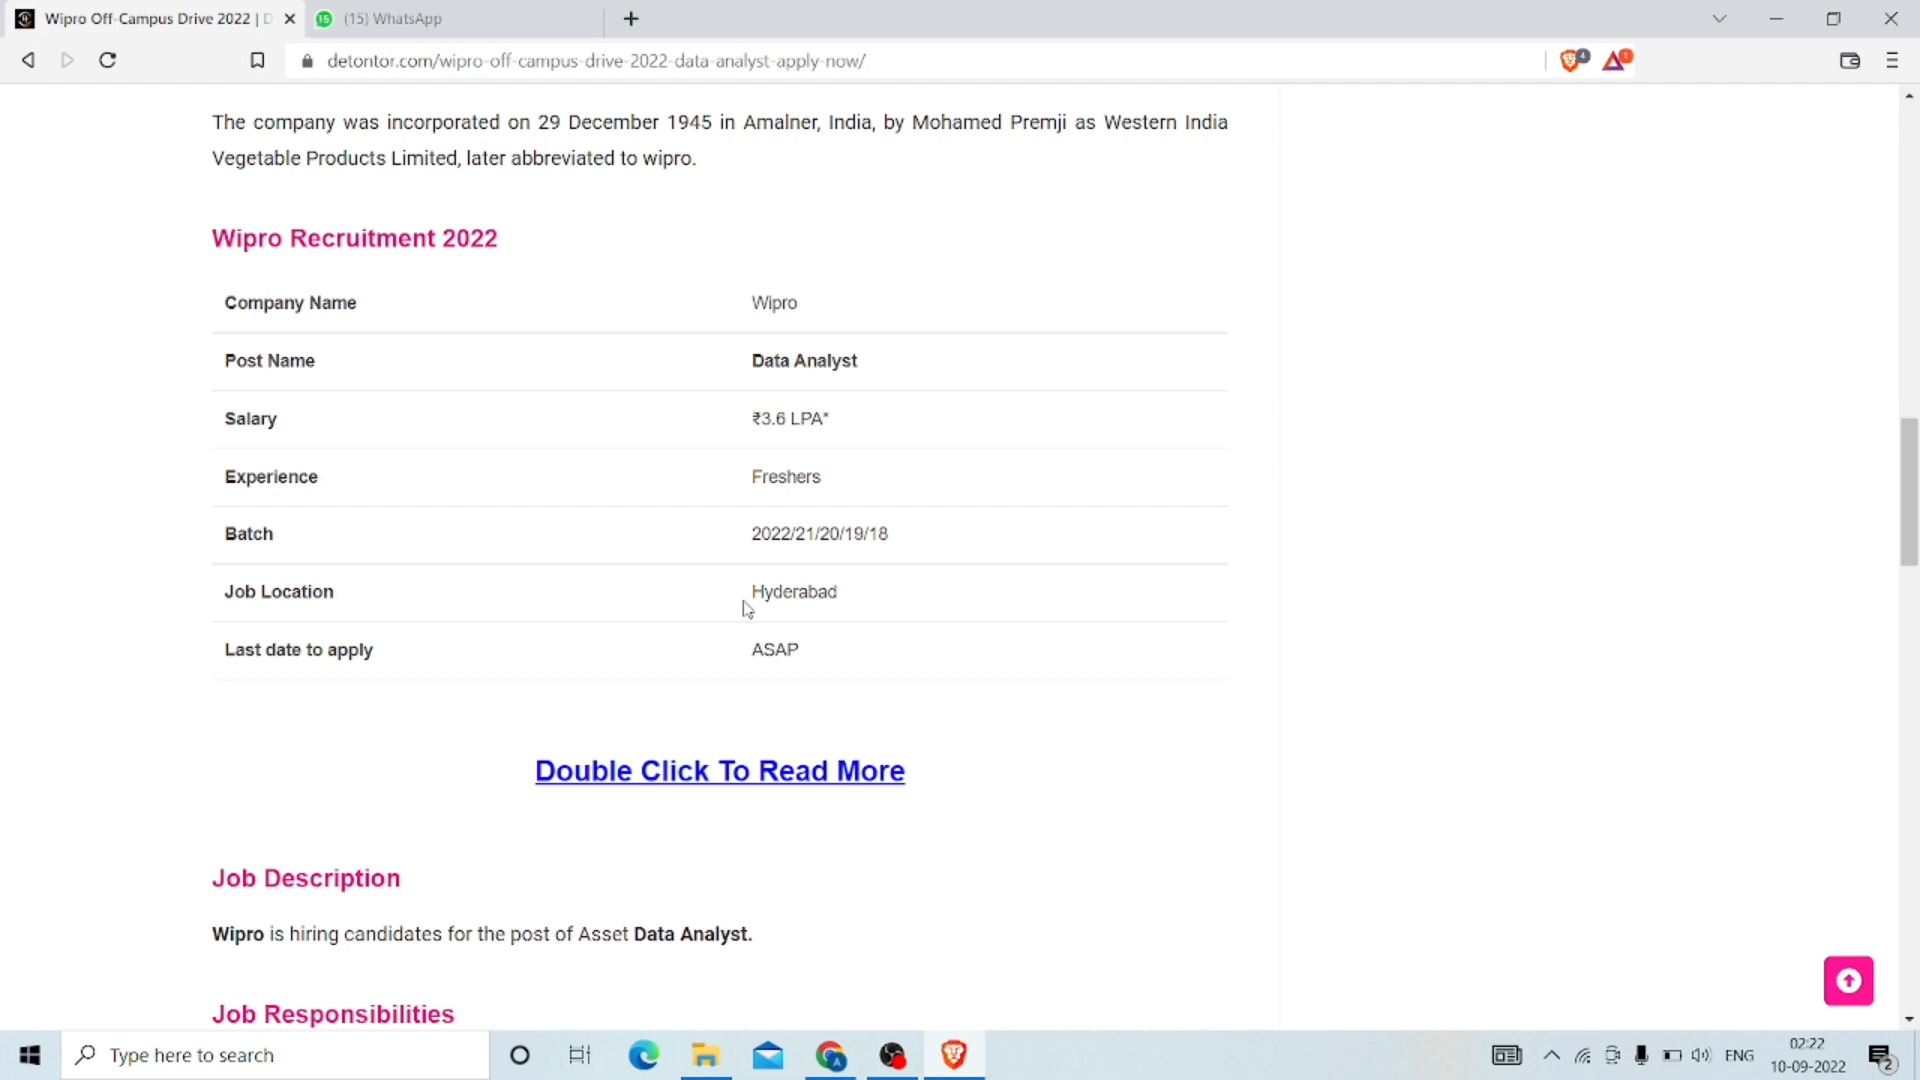 Wipro Off-Campus Drive 2022 | D
(15) WhatsApp
detontor.com/wipro-off-campus-drive-2022-data-analyst-apply-now/
4
1
The company was incorporated on 29 December 1945 in Amalner, India, by Mohamed Premji as Western India
Vegetable Products Limited, later abbreviated to wipro.
Wipro Recruitment 2022
Company Name Wipro
Post Name Data Analyst
Salary ₹3.6 LPA*
Experience Freshers
Batch 2022/21/20/19/18
Job Location Hyderabad
Last date to apply ASAP
Double Click To Read More
Job Description
Wipro is hiring candidates for the post of Asset Data Analyst.
Job Responsibilities
Type here to search
ENG
02:22
10-09-2022
2